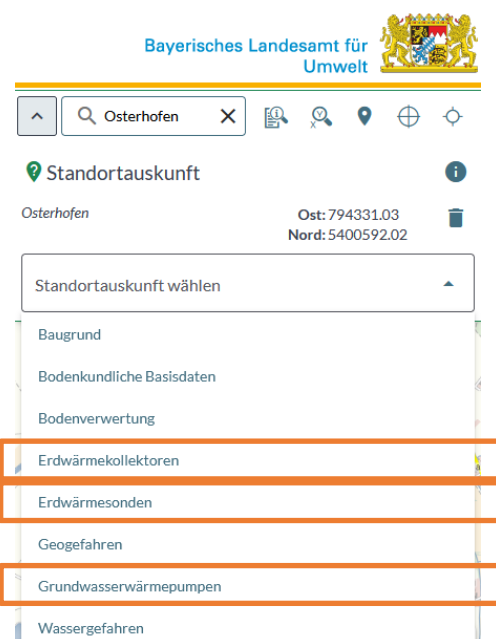 Bayerisches Landesamt für
Umwelt
Osterhofen
Standortauskunft
Osterhofen
Ost: 794331.03
Nord: 5400592.02
Standortauskunft wählen
Baugrund
Bodenkundliche Basisdaten
Bodenverwertung
Erdwärmekollektoren
Erdwärmesonden
Geogefahren
Grundwasserwärmepumpen
Wassergefahren